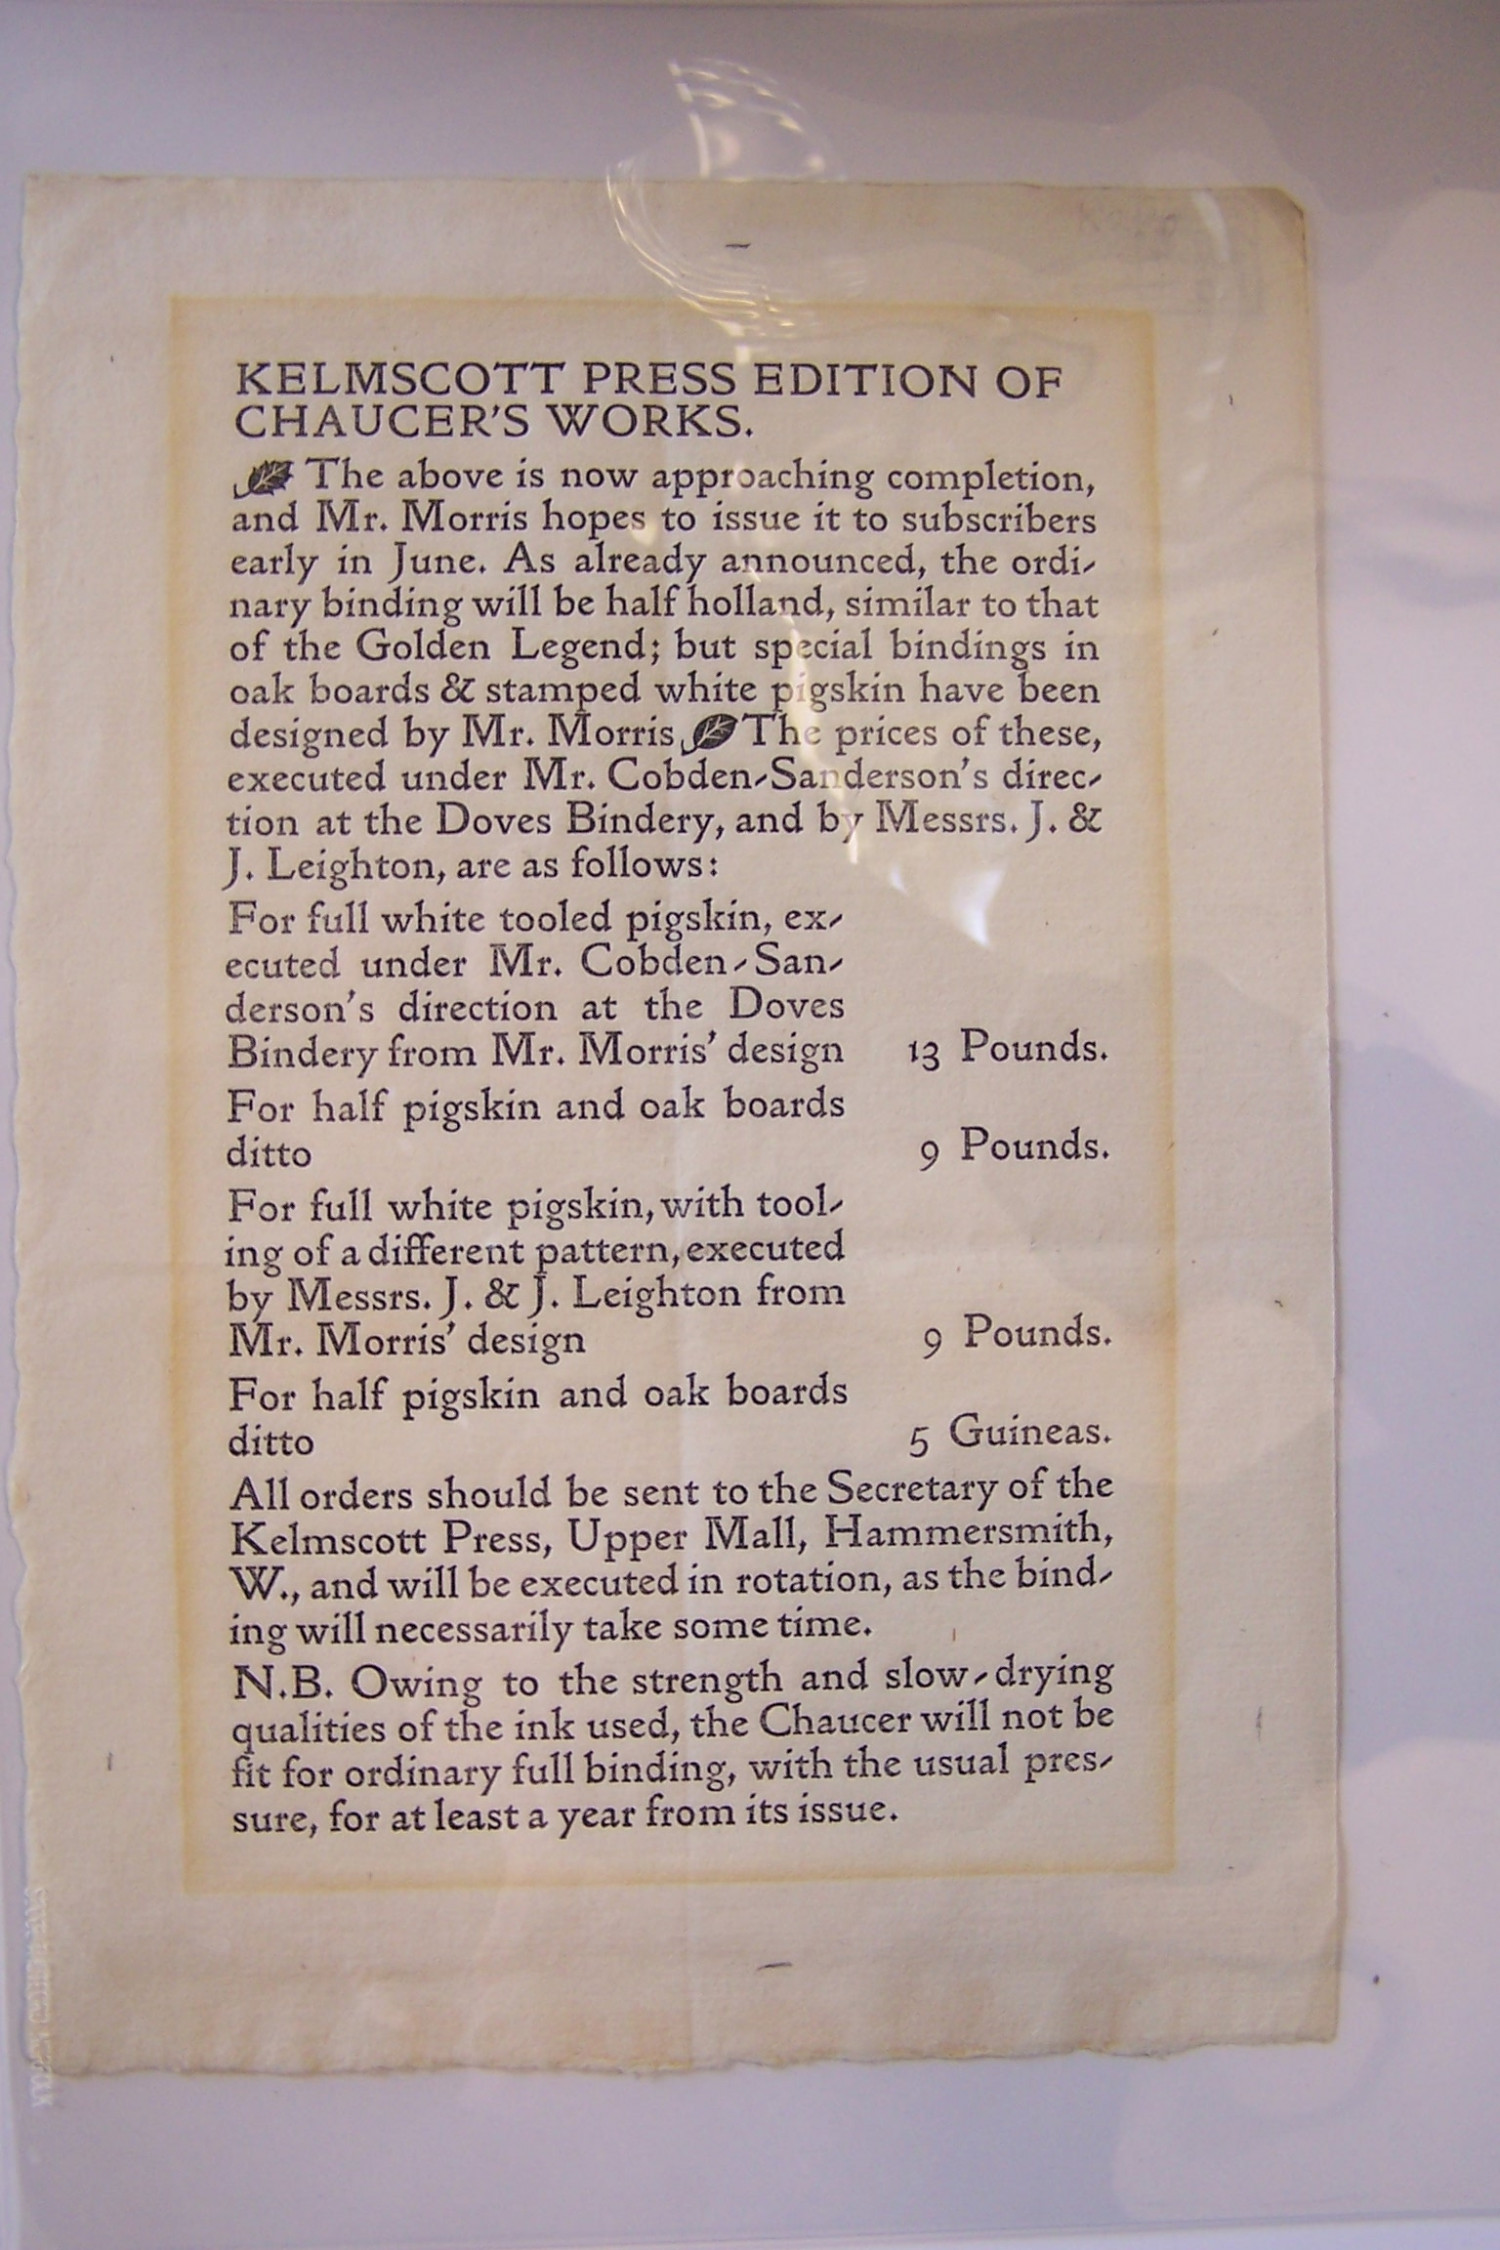 KELMSCOTT PRESS EDITION OF
CHAUCER'S WORKS.
The above is now approaching completion,
and Mr. Morris hopes to issue it to subscribers
early in June. As already announced, the ordi-
nary binding will be half holland, similar to that
of the Golden Legend; but special bindings in
oak boards & stamped white pigskin have been
designed by Mr. Morris The prices of these,
executed under Mr. Cobden-Sanderson's direc-
tion at the Doves Bindery, and by Messrs. J. &
J. Leighton, are as follows:
For full white tooled pigskin, ex-
ecuted under Mr. Cobden-San-
derson's direction at the Doves
Bindery from Mr. Morris' design 13 Pounds.
For half pigskin and oak boards
ditto 9 Pounds.
For full white pigskin, with tool-
ing of a different pattern, executed
by Messrs. J. & J. Leighton from
Mr. Morris' design 9 Pounds.
For half pigskin and oak boards
ditto 5 Guineas.
All orders should be sent to the Secretary of the
Kelmscott Press, Upper Mall, Hammersmith,
W., and will be executed in rotation, as the bind-
ing will necessarily take some time.
N.B. Owing to the strength and slow-drying
qualities of the ink used, the Chaucer will not be
fit for ordinary full binding, with the usual pres-
sure, for at least a year from its issue.